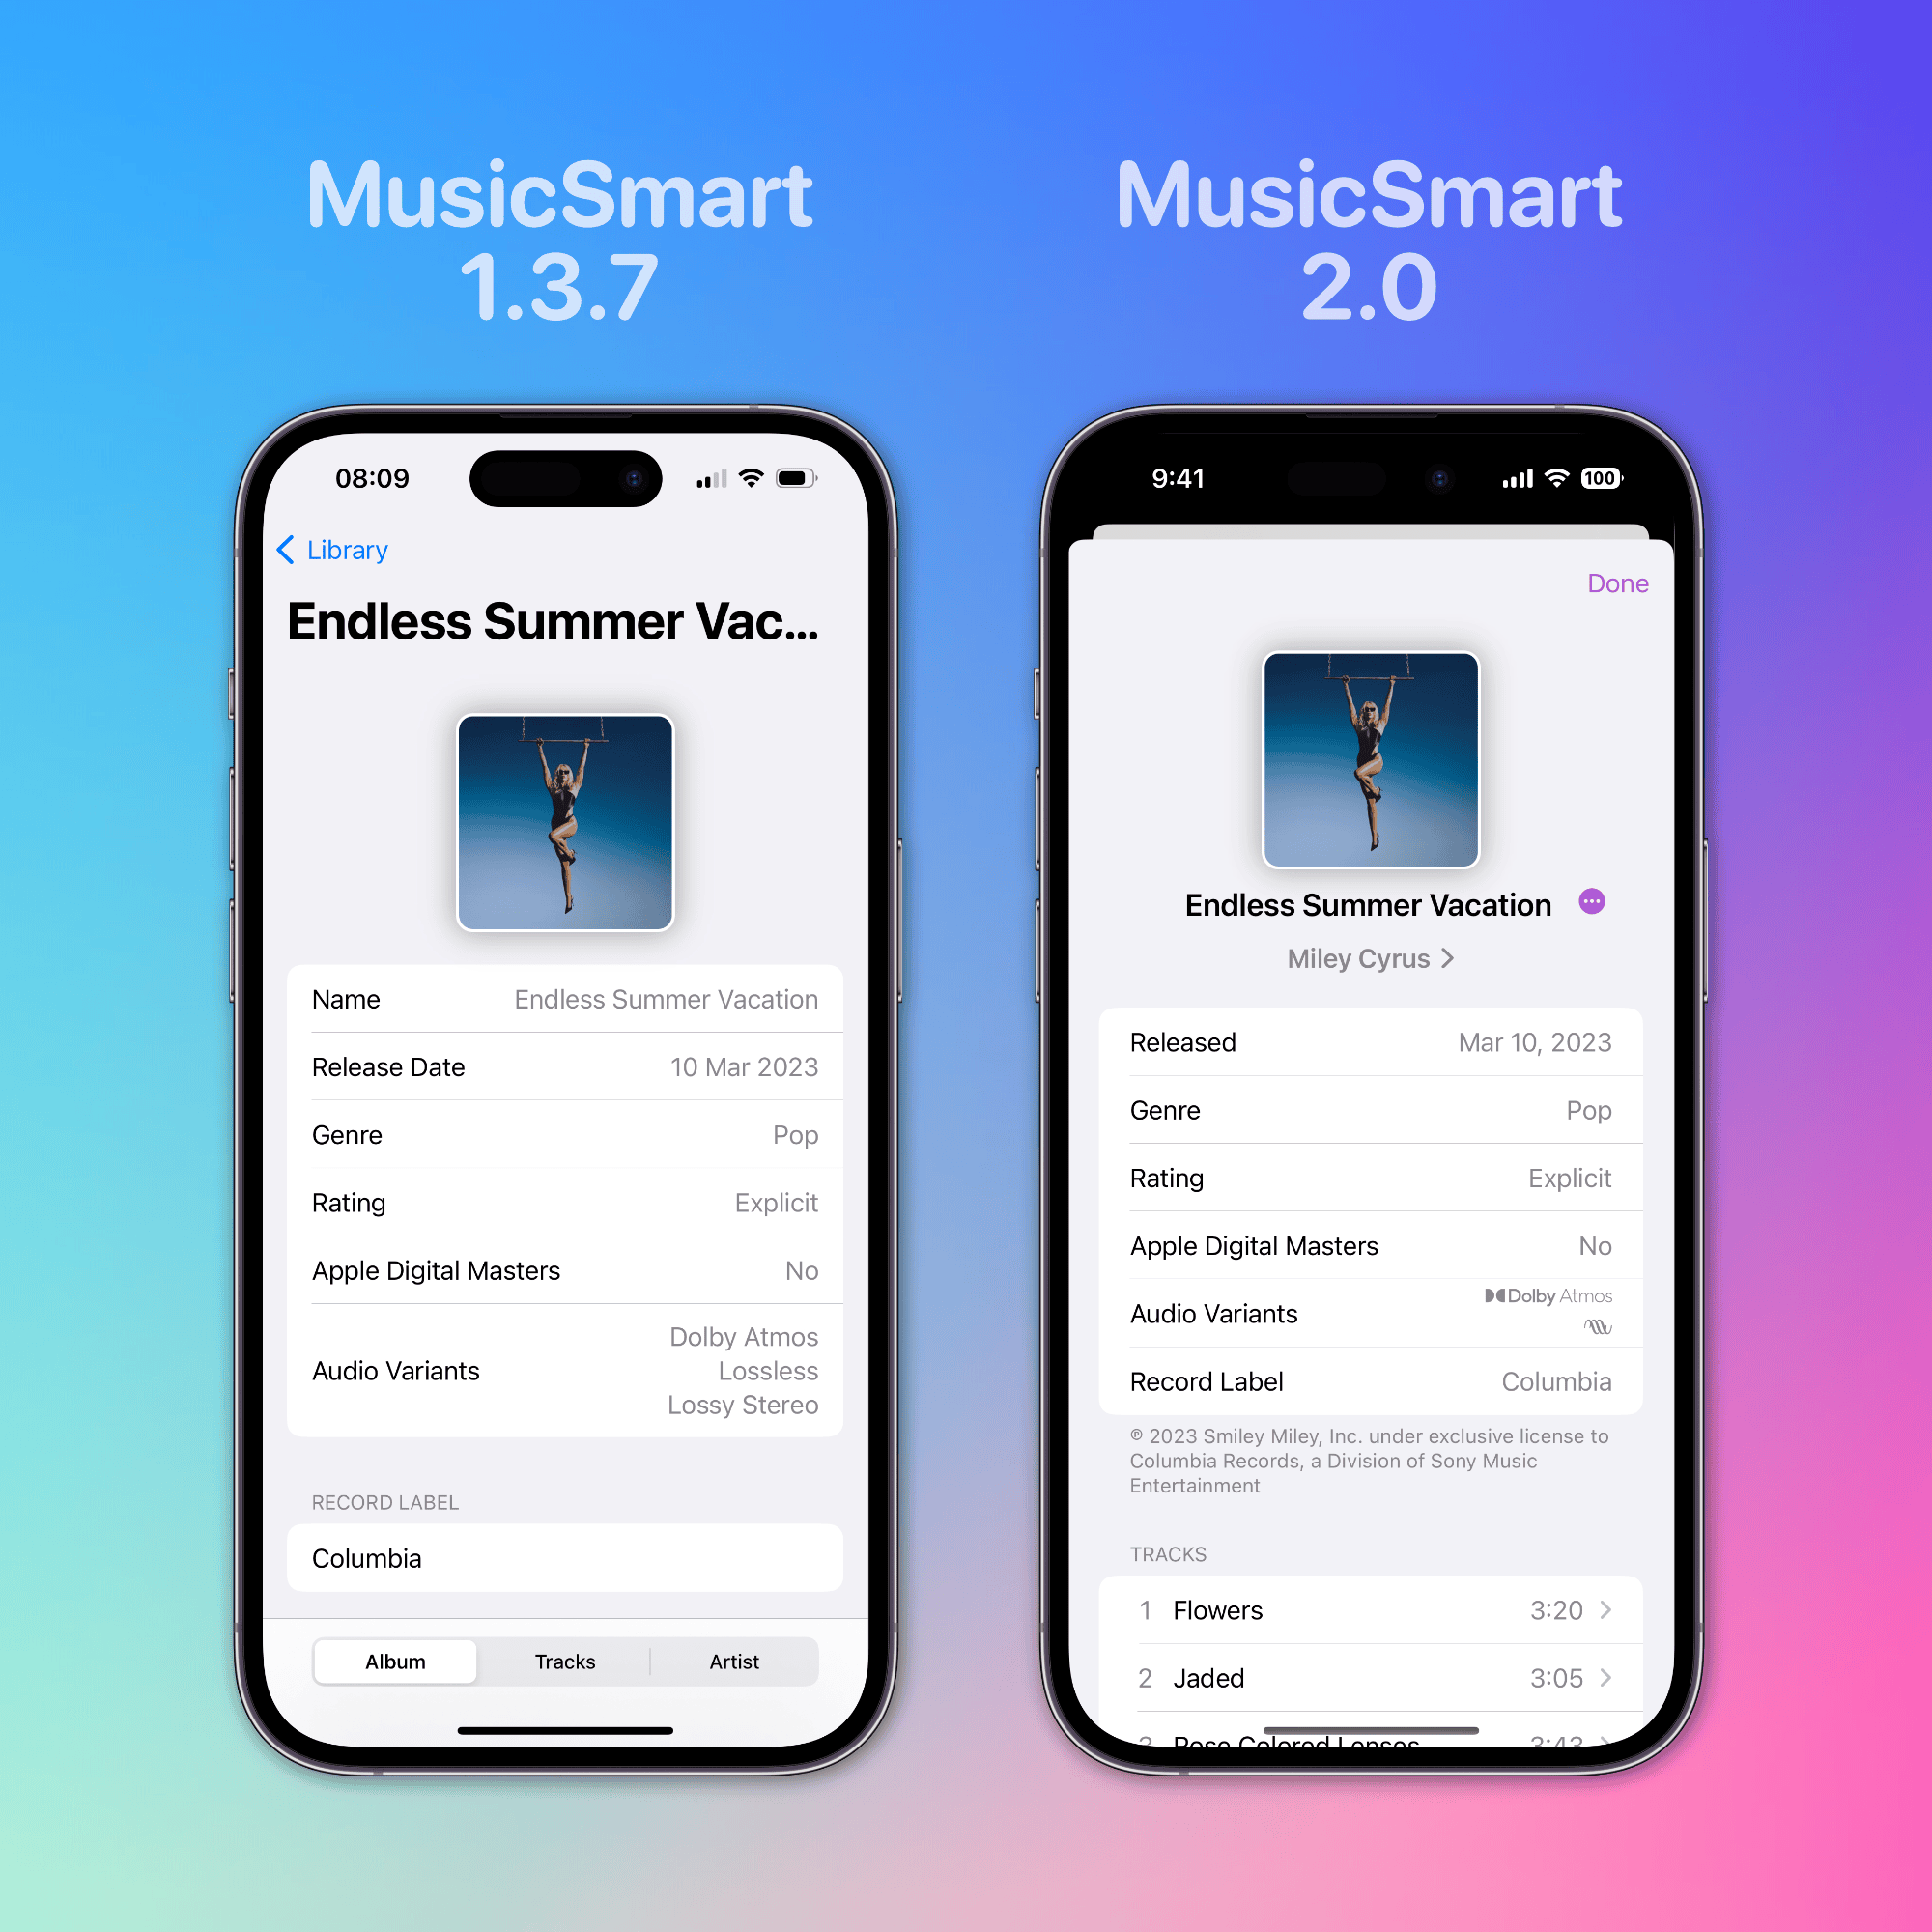 MusicSmart
1.3.7
08:09
Library
Endless Summer Vac...
Name Endless Summer Vacation
Release Date 10 Mar 2023
Genre Pop
Rating Explicit
Apple Digital Masters No
Audio Variants Dolby Atmos
Lossless
Lossy Stereo
RECORD LABEL
Columbia
Album Tracks Artist
MusicSmart
2.0
9:41 100
Done
Endless Summer Vacation
Miley Cyrus
Released Mar 10, 2023
Genre Pop
Rating Explicit
Apple Digital Masters No
Audio Variants Dolby Atmos
Record Label Columbia
℗ 2023 Smiley Miley, Inc. under exclusive license to
Columbia Records, a Division of Sony Music
Entertainment
TRACKS
1 Flowers 3:20
2 Jaded 3:05
3 Rose Colored Lenses 3:43